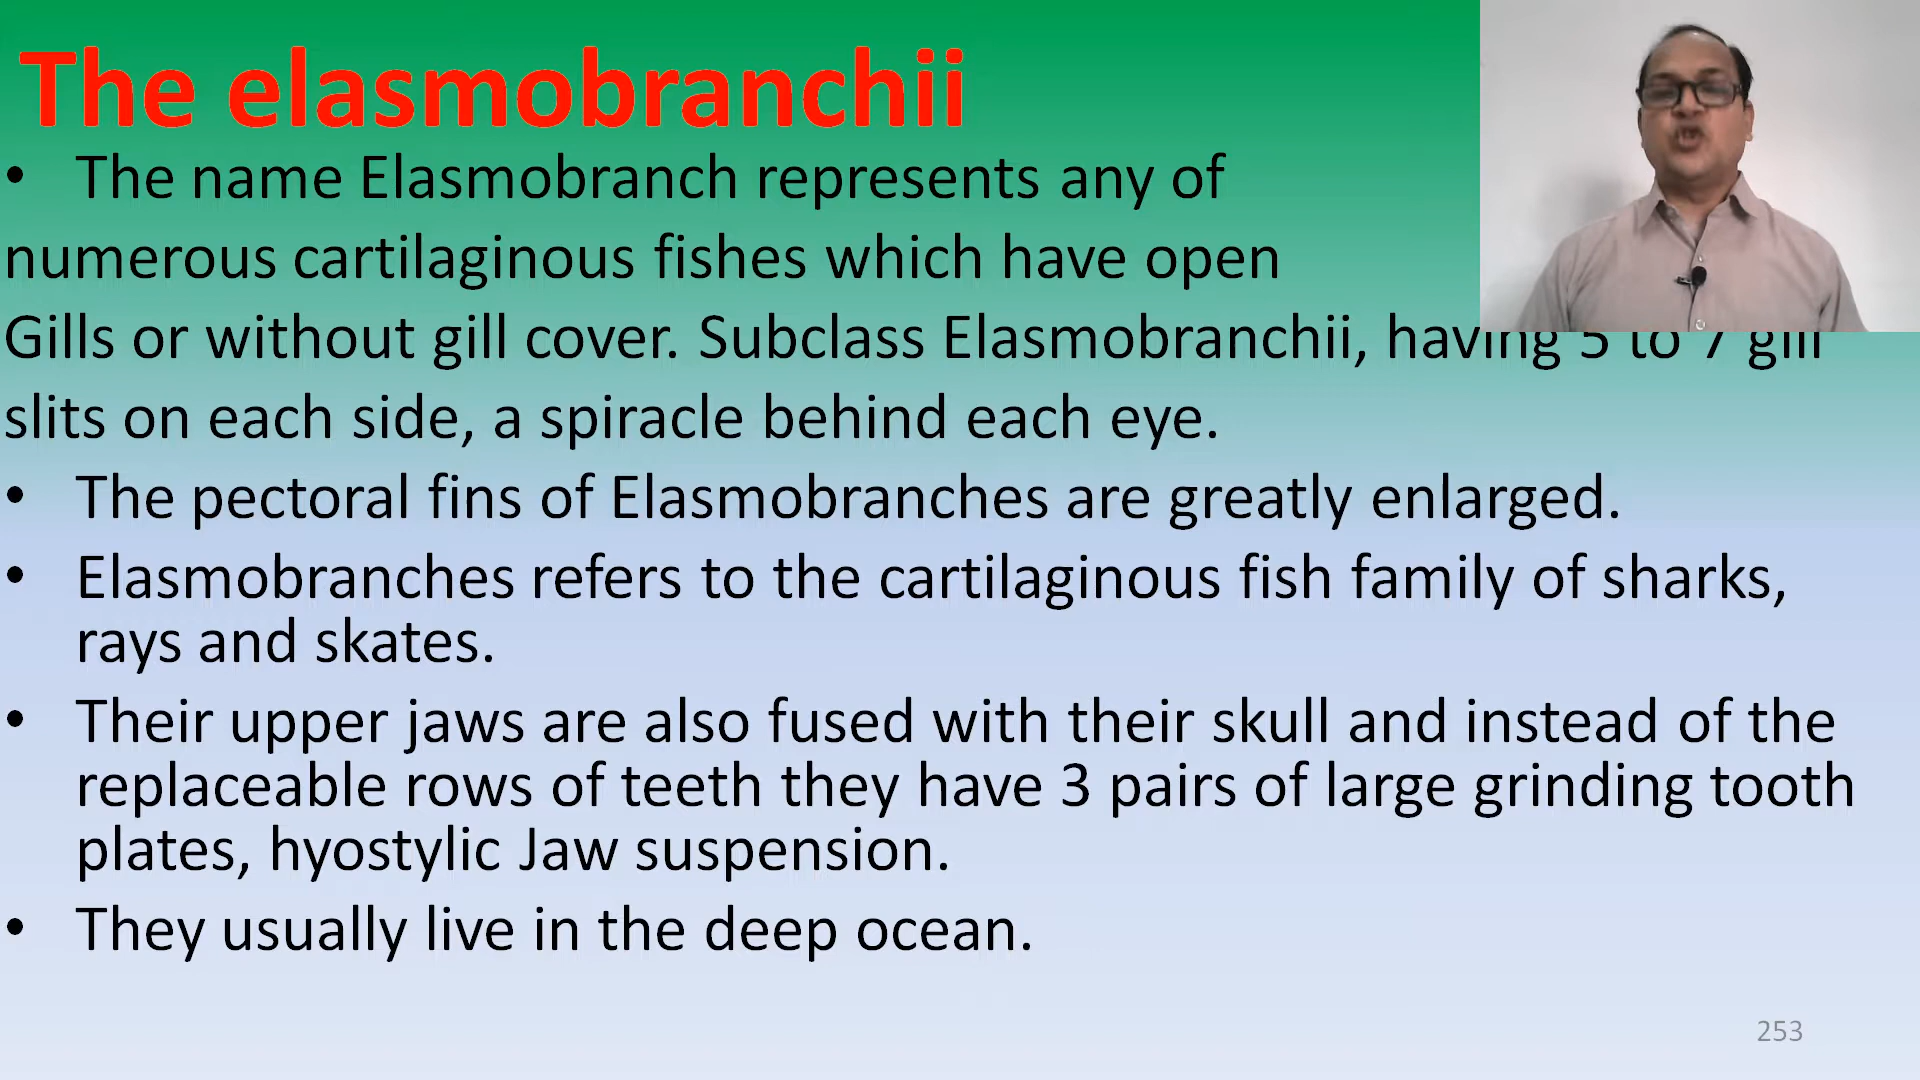 The elasmobranchii
• The name Elasmobranch represents any of
numerous cartilaginous fishes which have open
Gills or without gill cover. Subclass Elasmobranchii, having 5 to 7 gill
slits on each side, a spiracle behind each eye.
• The pectoral fins of Elasmobranches are greatly enlarged.
• Elasmobranches refers to the cartilaginous fish family of sharks,
rays and skates.
• Their upper jaws are also fused with their skull and instead of the
replaceable rows of teeth they have 3 pairs of large grinding tooth
plates, hyostylic Jaw suspension.
• They usually live in the deep ocean.
253